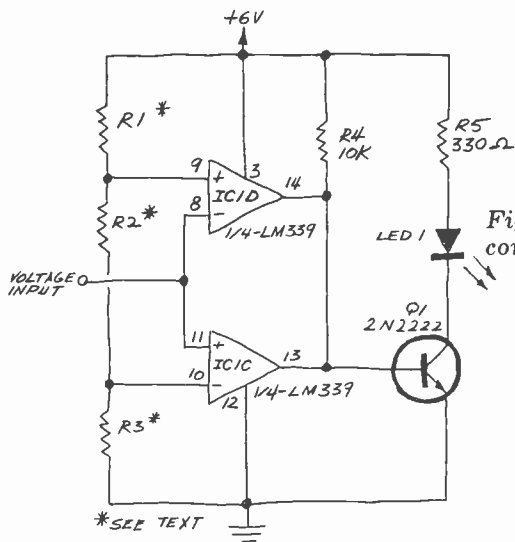 +6V
R1*
R4
10K
R5
330Ω
9
+
3
IC1D
14
8
-
R2*
1/4-LM339
LED 1
VOLTAGE
INPUT
Q1
2N2222
11
+
13
IC1C
10
-
12
1/4-LM339
R3*
*SEE TEXT